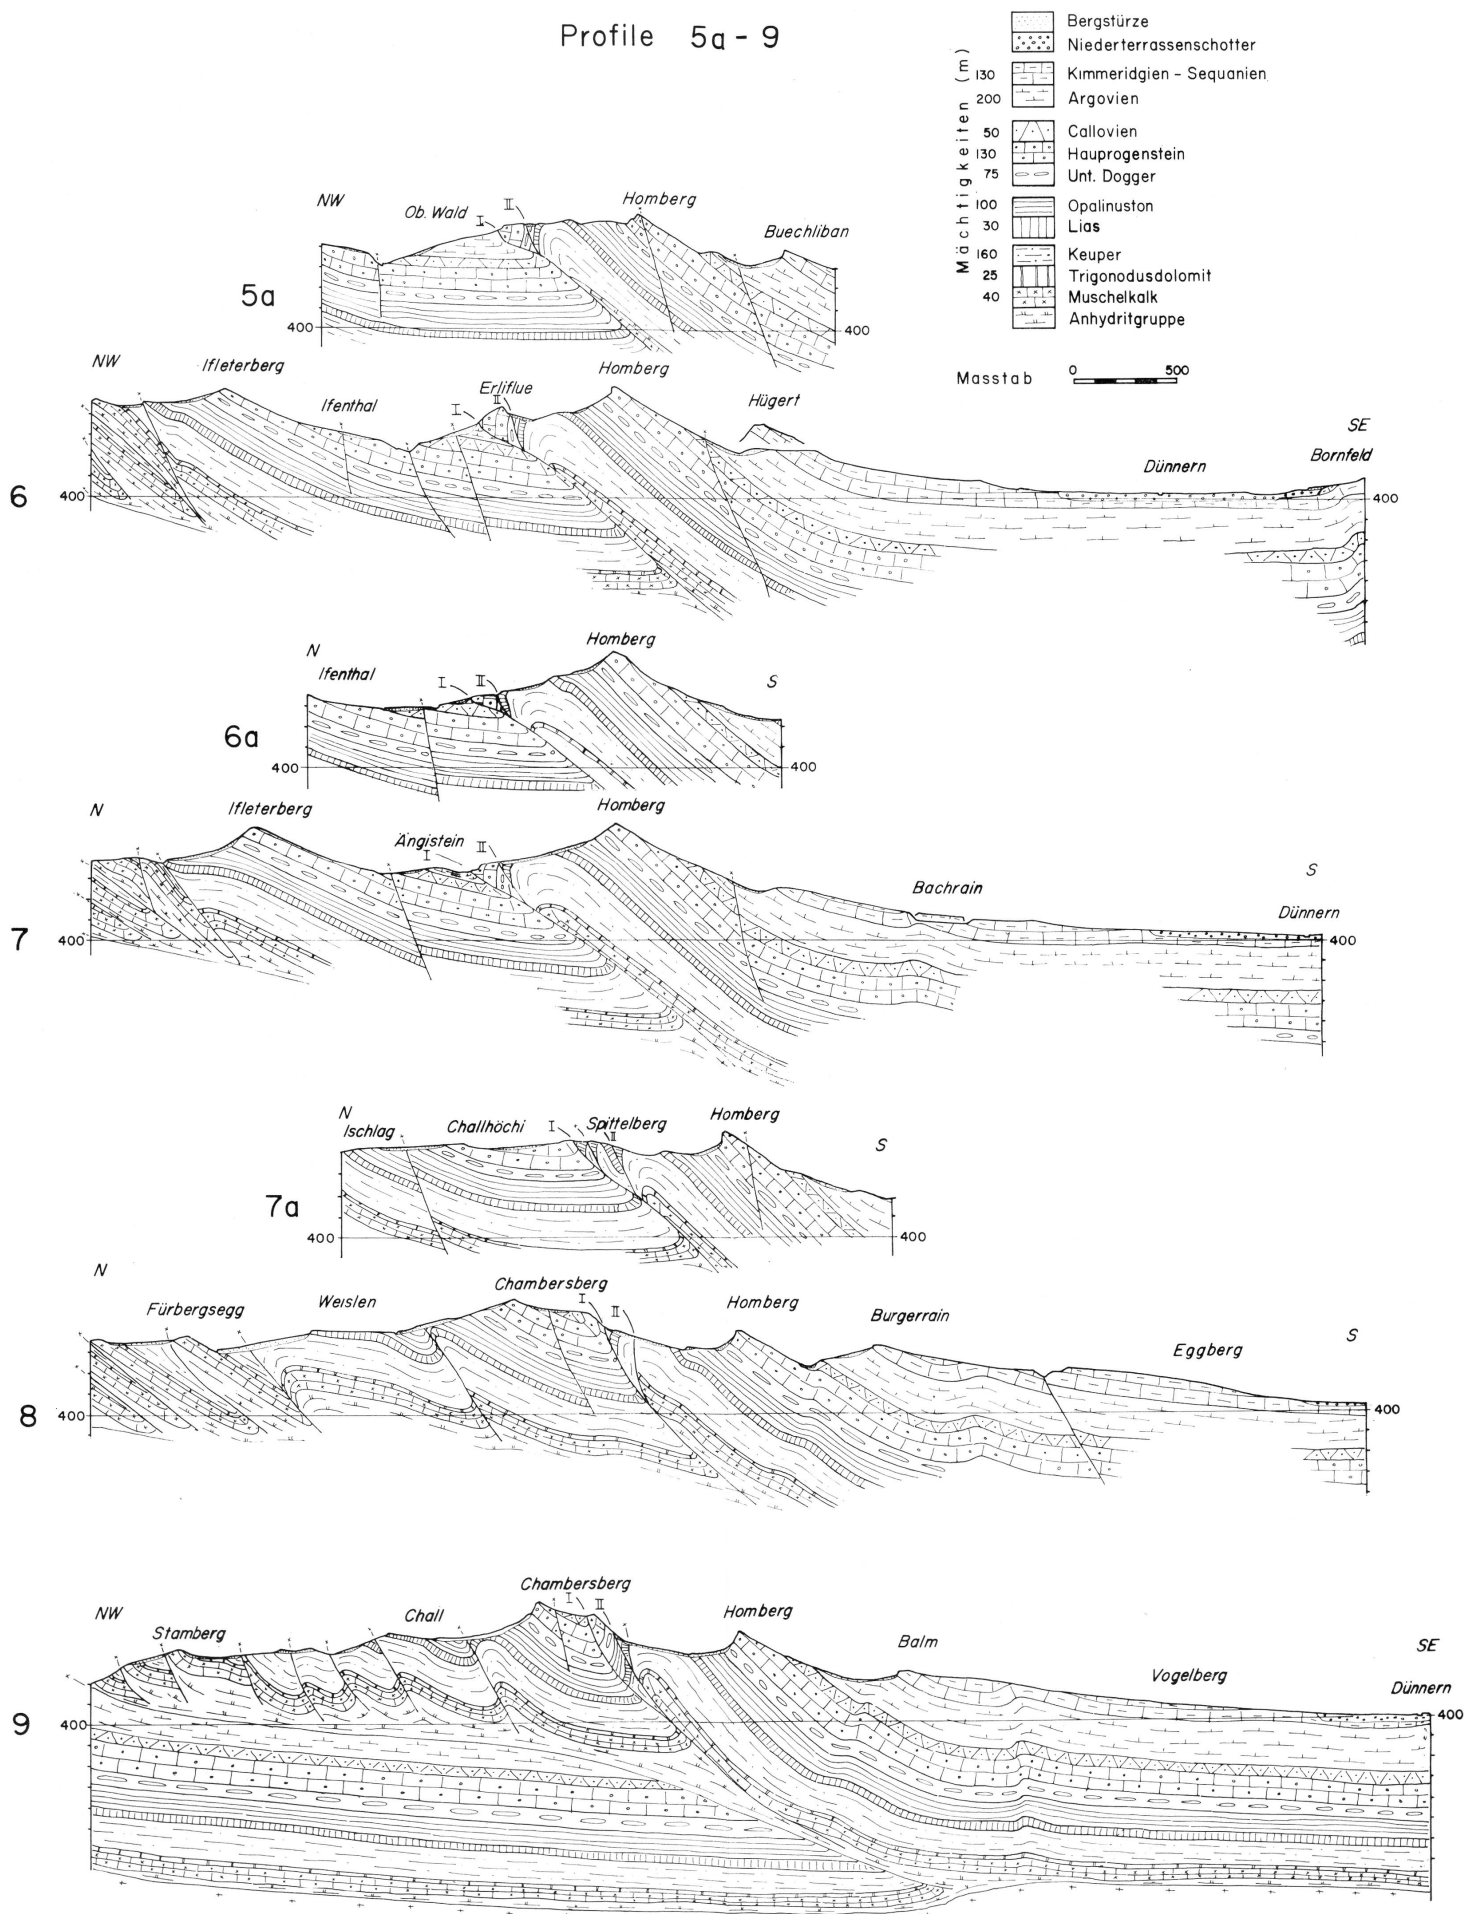 Profile 5a - 9
Mächtigkeiten (m)
Bergstürze
Niederterrassenschotter
130 Kimmeridgien - Sequanien
200 Argovien
50 Callovien
130 Hauprogenstein
75 Unt. Dogger
100 Opalinuston
30 Lias
160 Keuper
25 Trigonodusdolomit
40 Muschelkalk
Anhydritgruppe
Masstab 0 500
NW Ob. Wald I II Homberg Buechliban
5a
400 400
NW Ifleterberg Ifenthal I Erliflue II Homberg Hügert Dünnern SE Bornfeld
6
400 400
N Ifenthal I II Homberg S
6a
400 400
N Ifleterberg Ängistein I II Homberg Bachrain S Dünnern
7
400 400
N Ischlag Challhöchi I Spittelberg II Homberg S
7a
400 400
N Fürbergsegg Weislen Chambersberg I II Homberg Burgerrain Eggberg S
8
400 400
NW Stamberg Chall Chambersberg I II Homberg Balm Vogelberg SE Dünnern
9
400 400